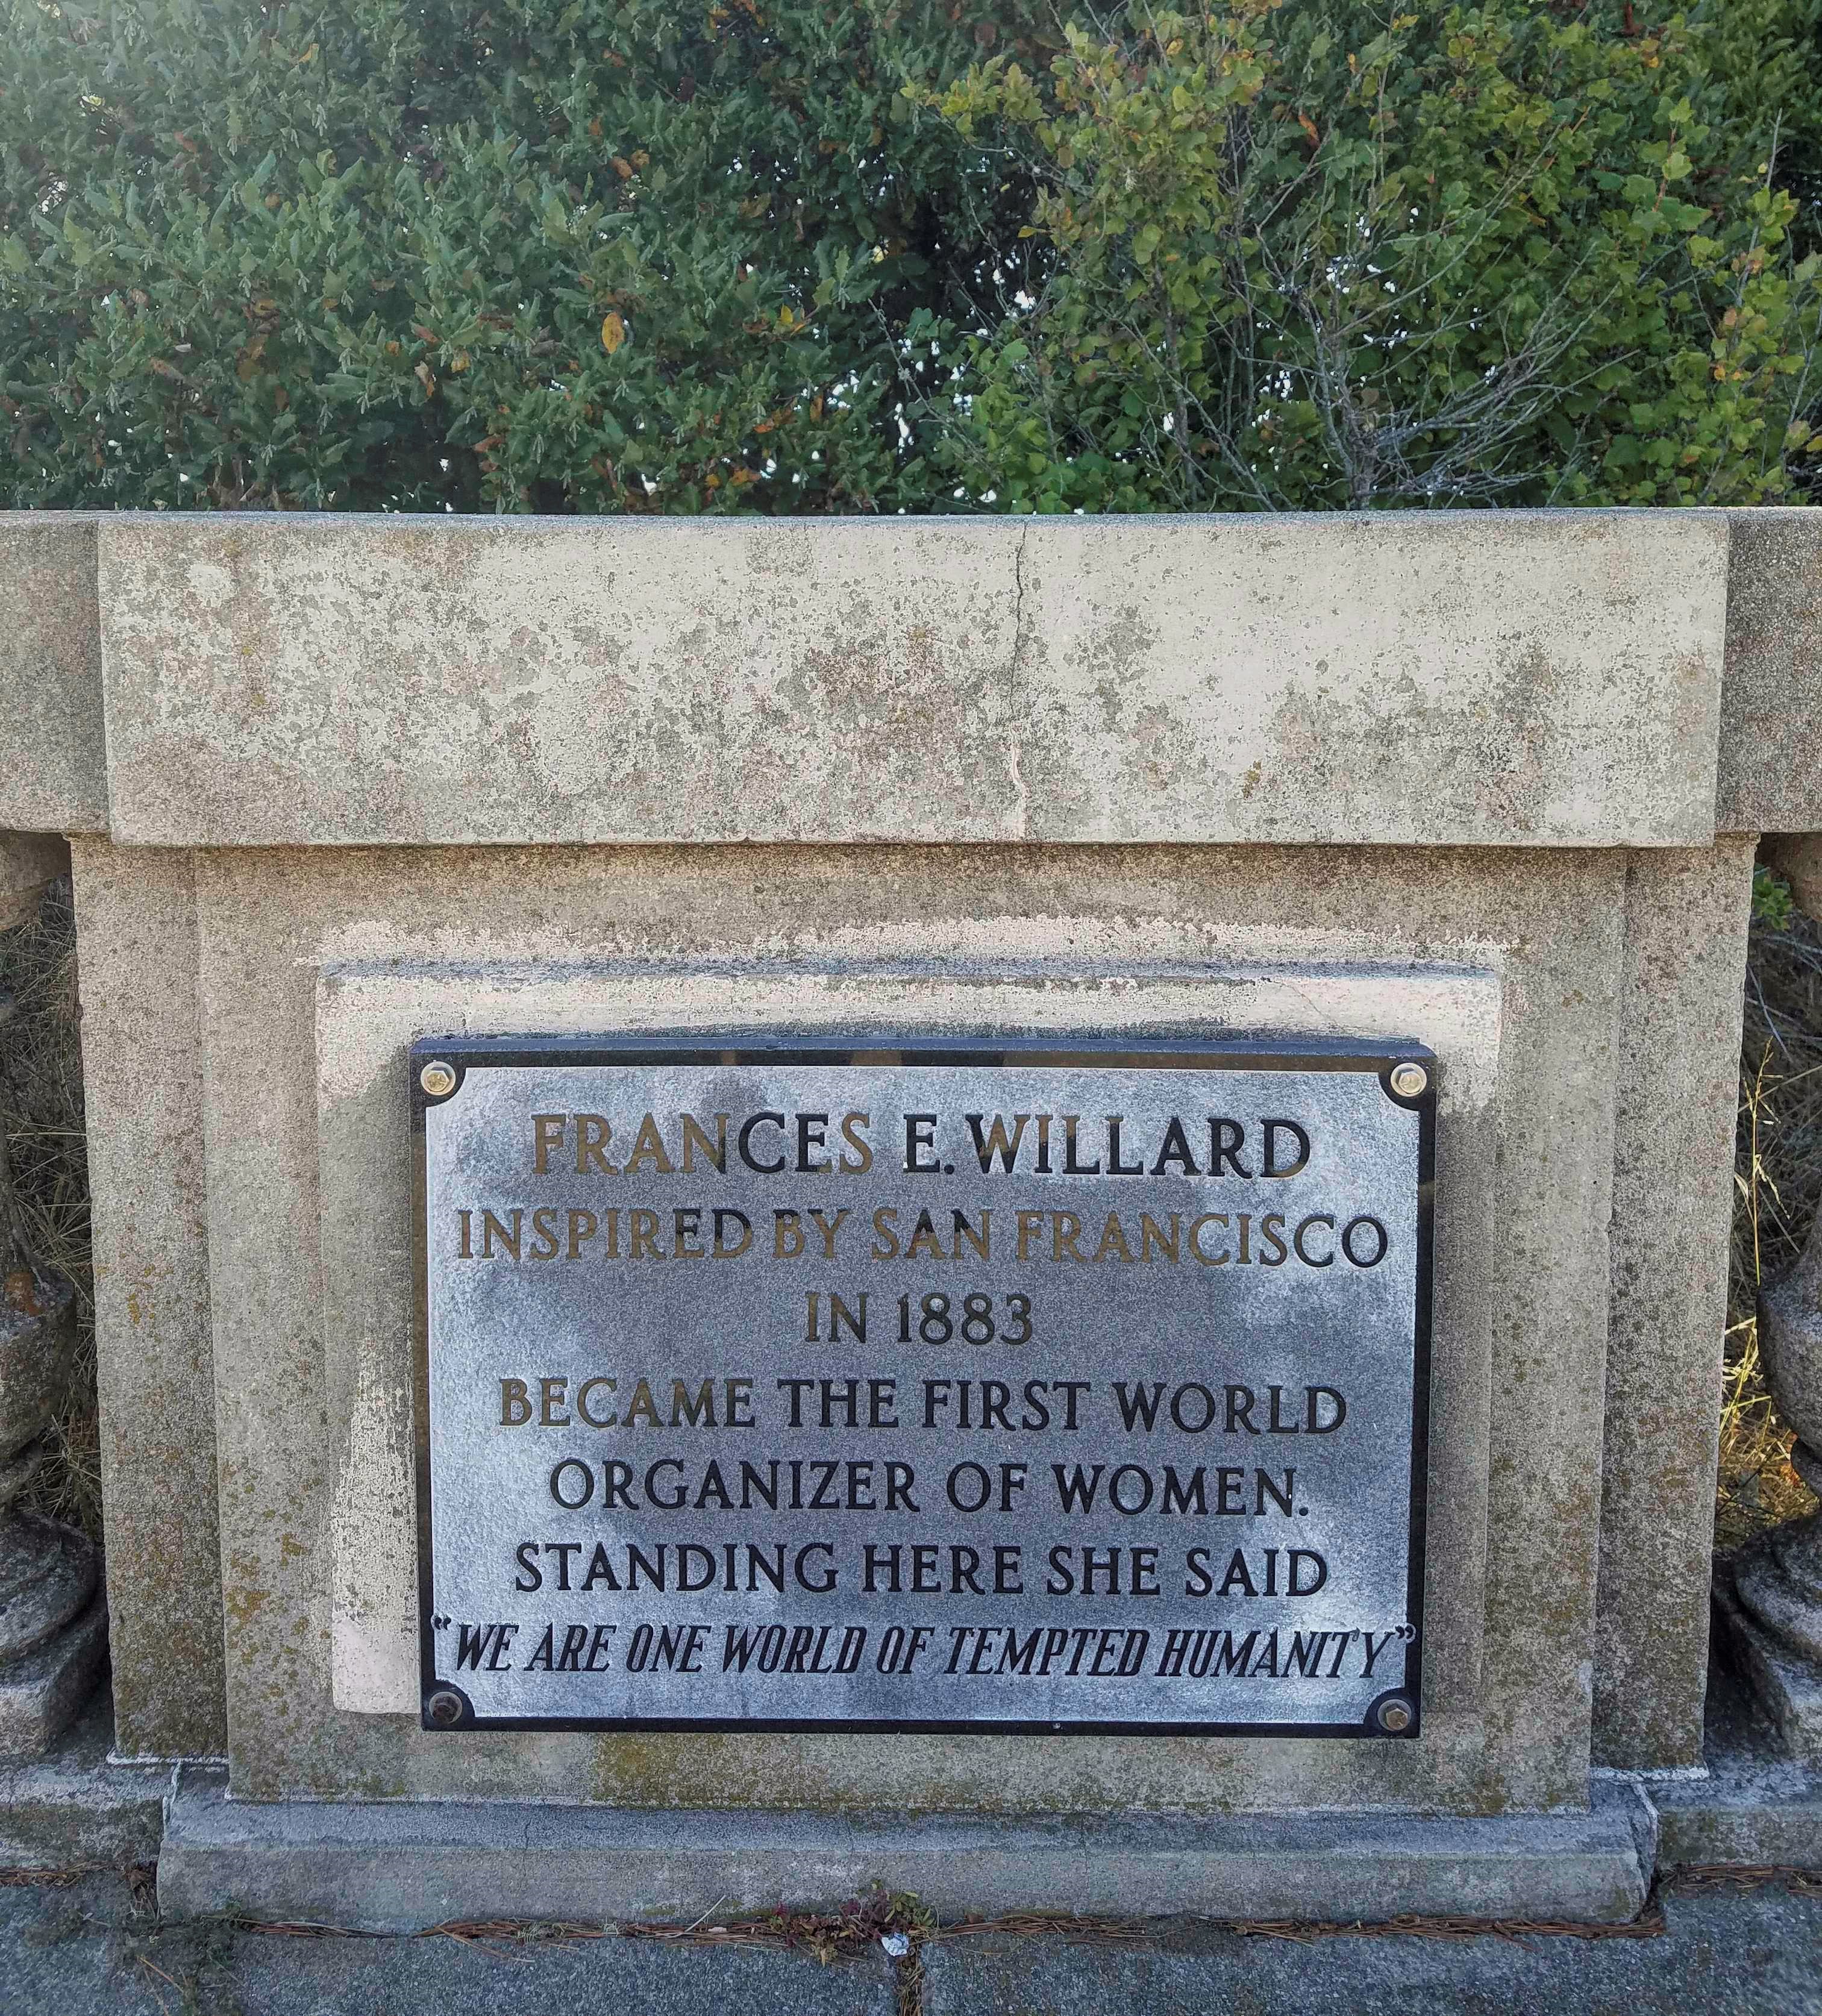 FRANCES E. WILLARD
INSPIRED BY SAN FRANCISCO
IN 1883
BECAME THE FIRST WORLD
ORGANIZER OF WOMEN.
STANDING HERE SHE SAID
"WE ARE ONE WORLD OF TEMPTED HUMANITY"